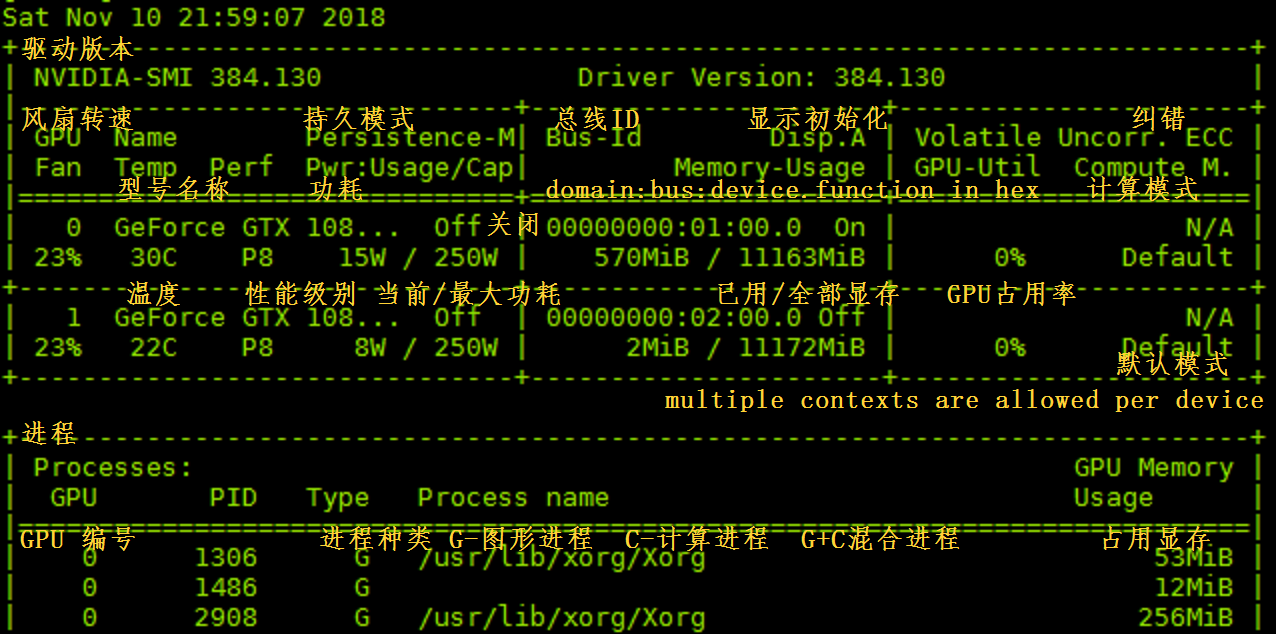 Sat Nov 10 21:59:07 2018
驱动版本
NVIDIA-SMI 384.130 Driver Version: 384.130
风扇转速 持久模式 总线ID 显示初始化 纠错
GPU Name Persistence-M| Bus-Id Disp.A | Volatile Uncorr. ECC |
Fan Temp Perf Pwr:Usage/Cap| Memory-Usage | GPU-Util Compute M. |
型号名称 功耗 domain:bus:device.function in hex 计算模式
0 GeForce GTX 108... Off 关闭 | 00000000:01:00.0 On | N/A |
23% 30C P8 15W / 250W | 570MiB / 11163MiB | 0% Default |
温度 性能级别 当前/最大功耗 已用/全部显存 GPU占用率
1 GeForce GTX 108... Off | 00000000:02:00.0 Off | N/A |
23% 22C P8 8W / 250W | 2MiB / 11172MiB | 0% Default |
默认模式
multiple contexts are allowed per device
进程
Processes: GPU Memory |
GPU PID Type Process name Usage |
GPU 编号 进程种类 G-图形进程 C-计算进程 G+C混合进程 占用显存
0 1306 G /usr/lib/xorg/Xorg 53MiB |
0 1486 G 12MiB |
0 2908 G /usr/lib/xorg/Xorg 256MiB |